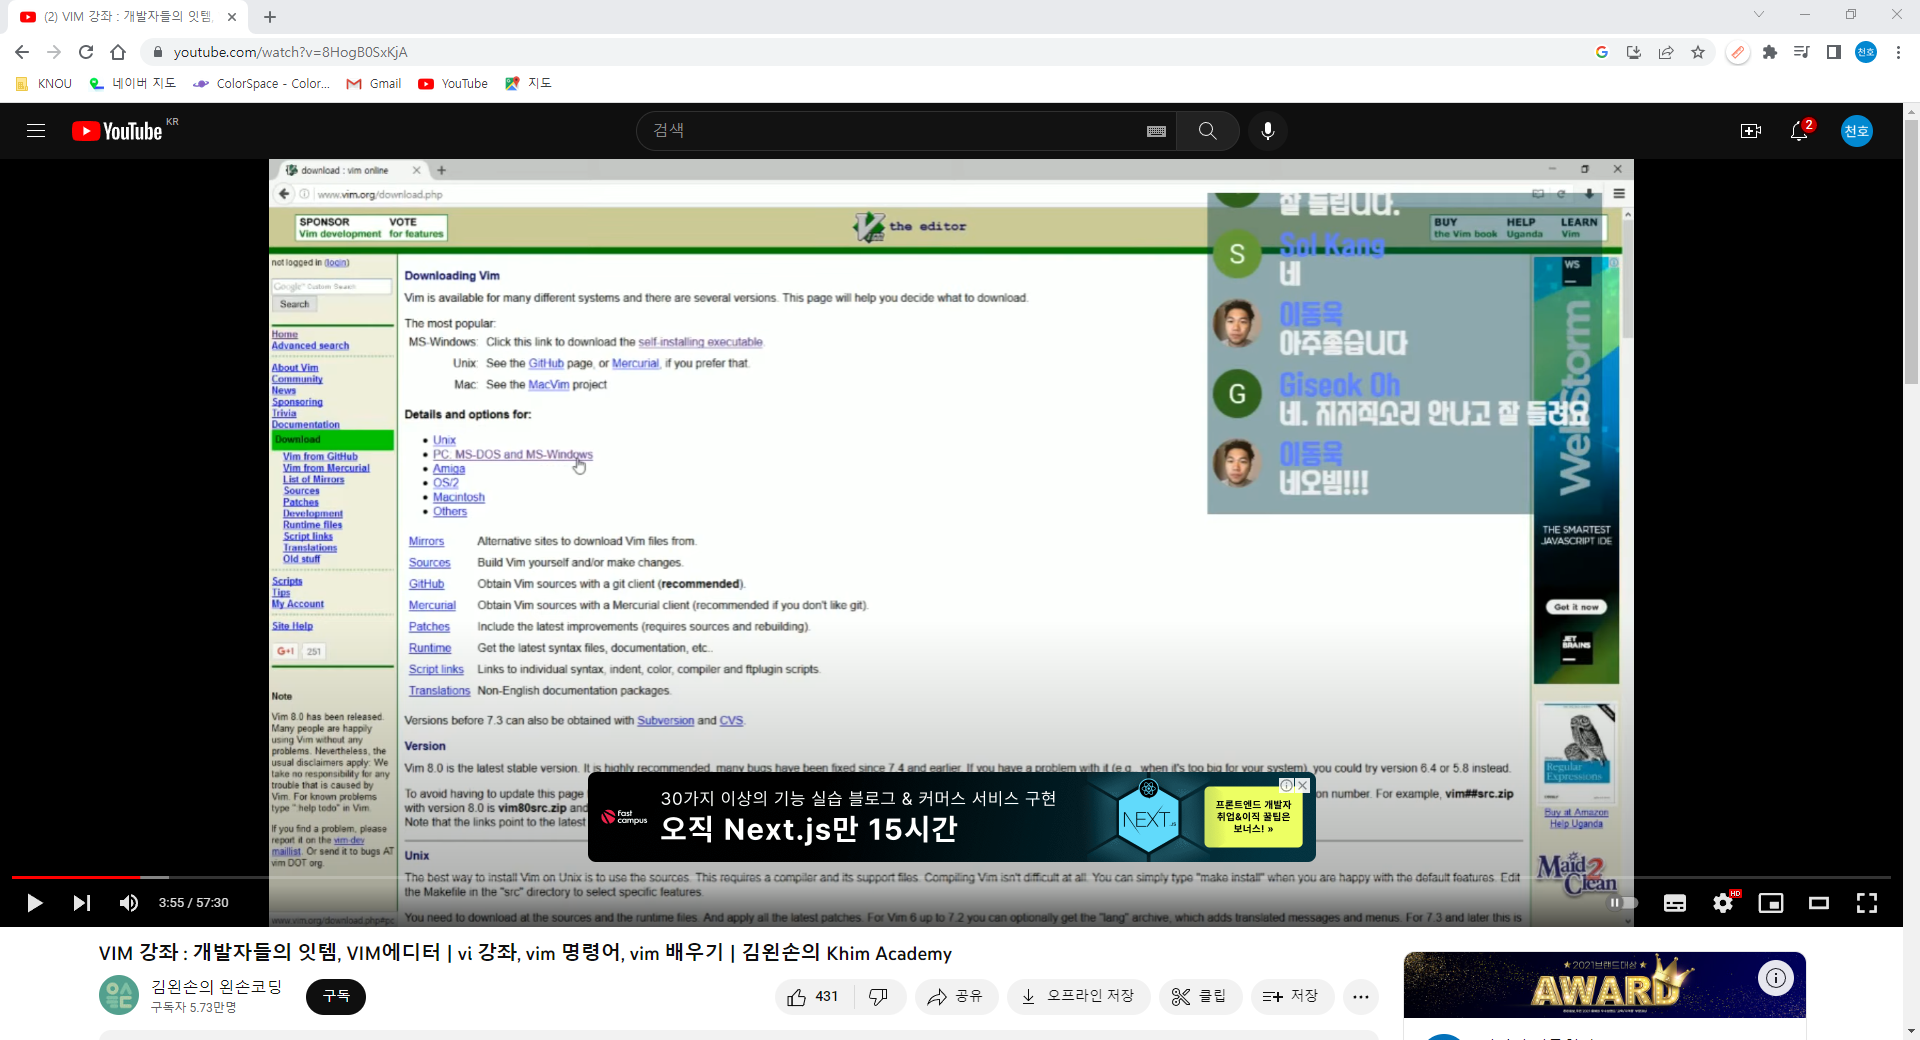 (2) VIM 강좌 : 개발자들의 잇템,
youtube.com/watch?v=8HogB0SxKjA
천호
KNOU
네이버 지도
ColorSpace - Color...
Gmail
YouTube
지도
YouTube KR
검색
2
천호
download : vim online
www.vim.org/download.php
SPONSOR VOTE
Vim development for features
the editor
BUY HELP LEARN
the Vim book Uganda Vim
잘 들립니다.
S
Sol Kang
네
이동욱
아주좋습니다
G
Giseok Oh
네. 지지직소리 안나고 잘 들려요
이동욱
네오빔!!!
not logged in (login)
Google™ Custom Search
Search
Home
Advanced search
About Vim
Community
News
Sponsoring
Trivia
Documentation
Download
Vim from GitHub
Vim from Mercurial
List of Mirrors
Sources
Patches
Development
Runtime files
Script links
Translations
Old stuff
Scripts
Tips
My Account
Site Help
G+1 251
Note
Vim 8.0 has been released.
Many people are happily
using Vim without any
problems. Nevertheless, the
usual disclaimers apply: We
take no responsibility for any
trouble that is caused by
Vim. For known problems
type ":help todo" in Vim.
If you find a problem, please
report it on the vim-dev
maillist. Or send it to bugs AT
vim DOT org.
www.vim.org/download.php#pc
Downloading Vim
Vim is available for many different systems and there are several versions. This page will help you decide what to download.
The most popular:
MS-Windows: Click this link to download the self-installing executable
Unix: See the GitHub page, or Mercurial, if you prefer that.
Mac: See the MacVim project
Details and options for:
Unix
PC: MS-DOS and MS-Windows
Amiga
OS/2
Macintosh
Others
Mirrors Alternative sites to download Vim files from.
Sources Build Vim yourself and/or make changes.
GitHub Obtain Vim sources with a git client (recommended).
Mercurial Obtain Vim sources with a Mercurial client (recommended if you don't like git).
Patches Include the latest improvements (requires sources and rebuilding).
Runtime Get the latest syntax files, documentation, etc..
Script links Links to individual syntax, indent, color, compiler and ftplugin scripts.
Translations Non-English documentation packages.
Versions before 7.3 can also be obtained with Subversion and CVS.
Version
Vim 8.0 is the latest stable version. It is highly recommended, many bugs have been fixed since 7.4 and earlier. If you have a problem with it (e.g., when it's too big for your system), you could try version 6.4 or 5.8 instead.
To avoid having to update this page
on number. For example, vim##src.zip
with version 8.0 is vim80src.zip and
Note that the links point to the latest
Unix
The best way to install Vim on Unix is to use the sources. This requires a compiler and its support files. Compiling Vim isn't difficult at all. You can simply type "make install" when you are happy with the default features. Edit
the Makefile in the "src" directory to select specific features.
You need to download at the sources and the runtime files. And apply all the latest patches. For Vim 6 up to 7.2 you can optionally get the "lang" archive, which adds translated messages and menus. For 7.3 and later this is
WS
WebStorm
THE SMARTEST
JAVASCRIPT IDE
Get it now
JET
BRAINS
Regular
Expressions
Buy at Amazon
Help Uganda
Maid2
Clean
fast
campus
30가지 이상의 기능 실습 블로그 & 커머스 서비스 구현
오직 Next.js만 15시간
NEXT.JS
프론트엔드 개발자
취업&이직 꿀팁은
보너스! »
3:55 / 57:30
HD
VIM 강좌 : 개발자들의 잇템, VIM에디터 | vi 강좌, vim 명령어, vim 배우기 | 김왼손의 Khim Academy
김왼손의 왼손코딩
구독자 5.73만명
구독
431
공유
오프라인 저장
클립
저장
2021브랜드대상
AWARD